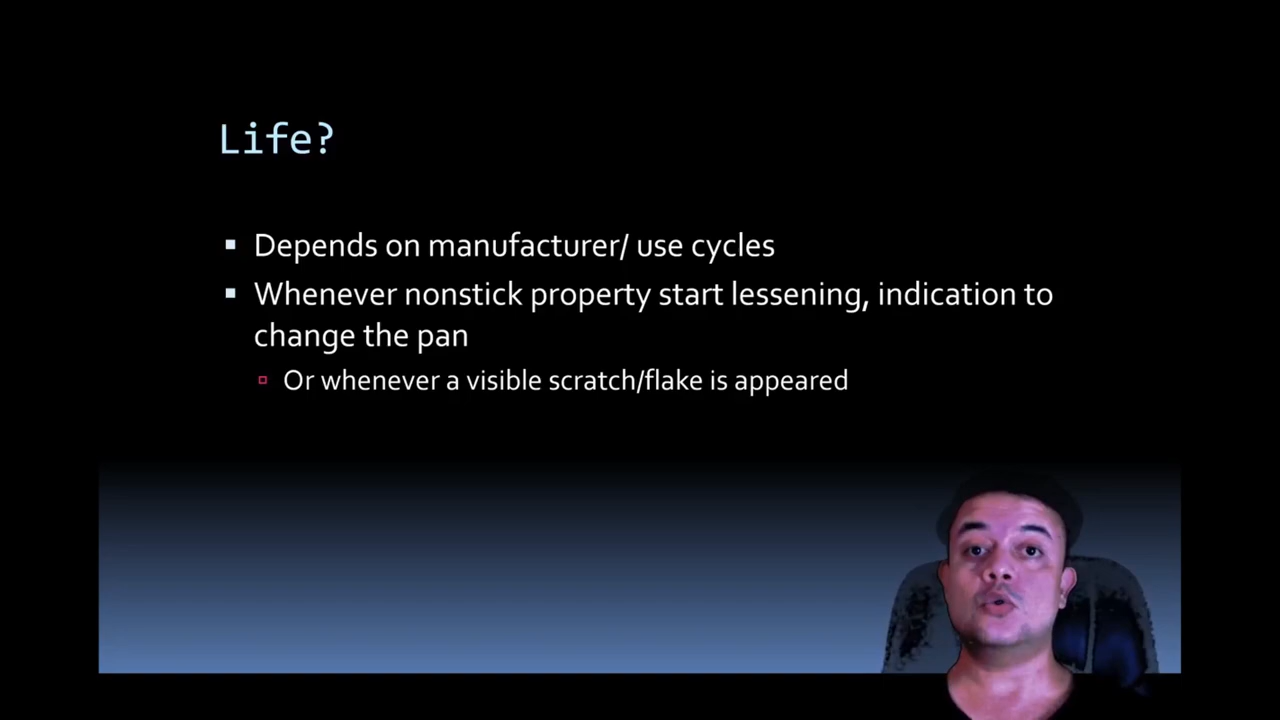 Life?
Depends on manufacturer/ use cycles
Whenever nonstick property start lessening, indication to
change the pan
Or whenever a visible scratch/flake is appeared